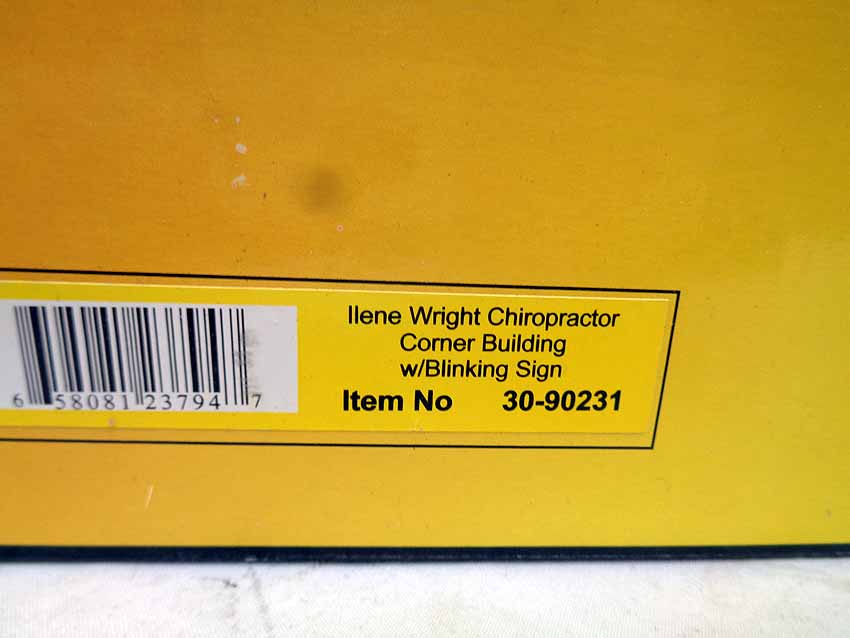 Ilene Wright Chiropractor
Corner Building
w/Blinking Sign
Item No 30-90231
6 58081 23794 7